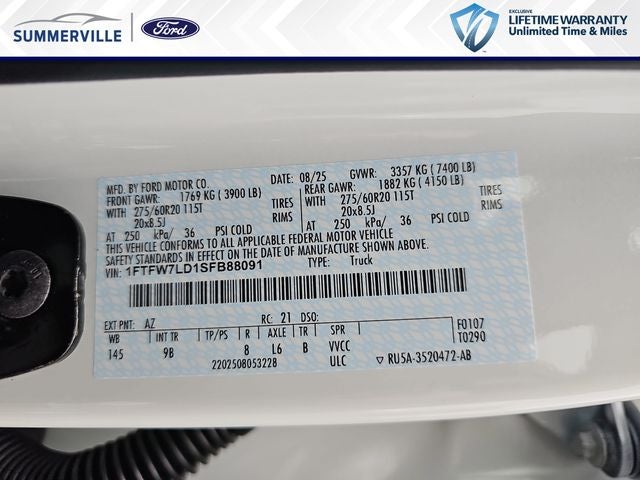 SUMMERVILLE Ford
EXCLUSIVE
LIFETIME WARRANTY
Unlimited Time & Miles
MFD. BY FORD MOTOR CO.
08/25 GVWR: 3357 KG (7400 LB)
FRONT GAWR: 1769 KG (3900 LB) REAR GAWR: 1882 KG (4150 LB)
WITH 275/60R20 115T TIRES WITH 275/60R20 115T TIRES
20x8.5J RIMS 20x8.5J RIMS
AT 250 kPa/ 36 PSI COLD AT 250 kPa/ 36 PSI COLD
THIS VEHICLE CONFORMS TO ALL APPLICABLE FEDERAL MOTOR VEHICLE
SAFETY STANDARDS IN EFFECT ON THE DATE OF MANUFACTURE SHOWN ABOVE.
1FTFW7LD1SFB88091 TYPE: Truck
EXT PNT: AZ RC: 21 DSO: F0107
WB INT TR TP/PS R AXLE TR SPR T0290
145 9B 8 L6 B VVCC
2202508053228 ULC RU5A-3520472-AB